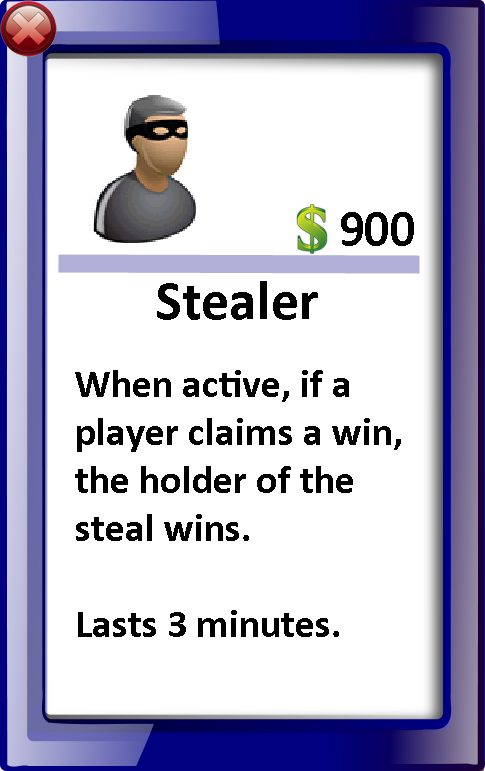 $ 900
Stealer
When active, if a
player claims a win,
the holder of the
steal wins.
Lasts 3 minutes.